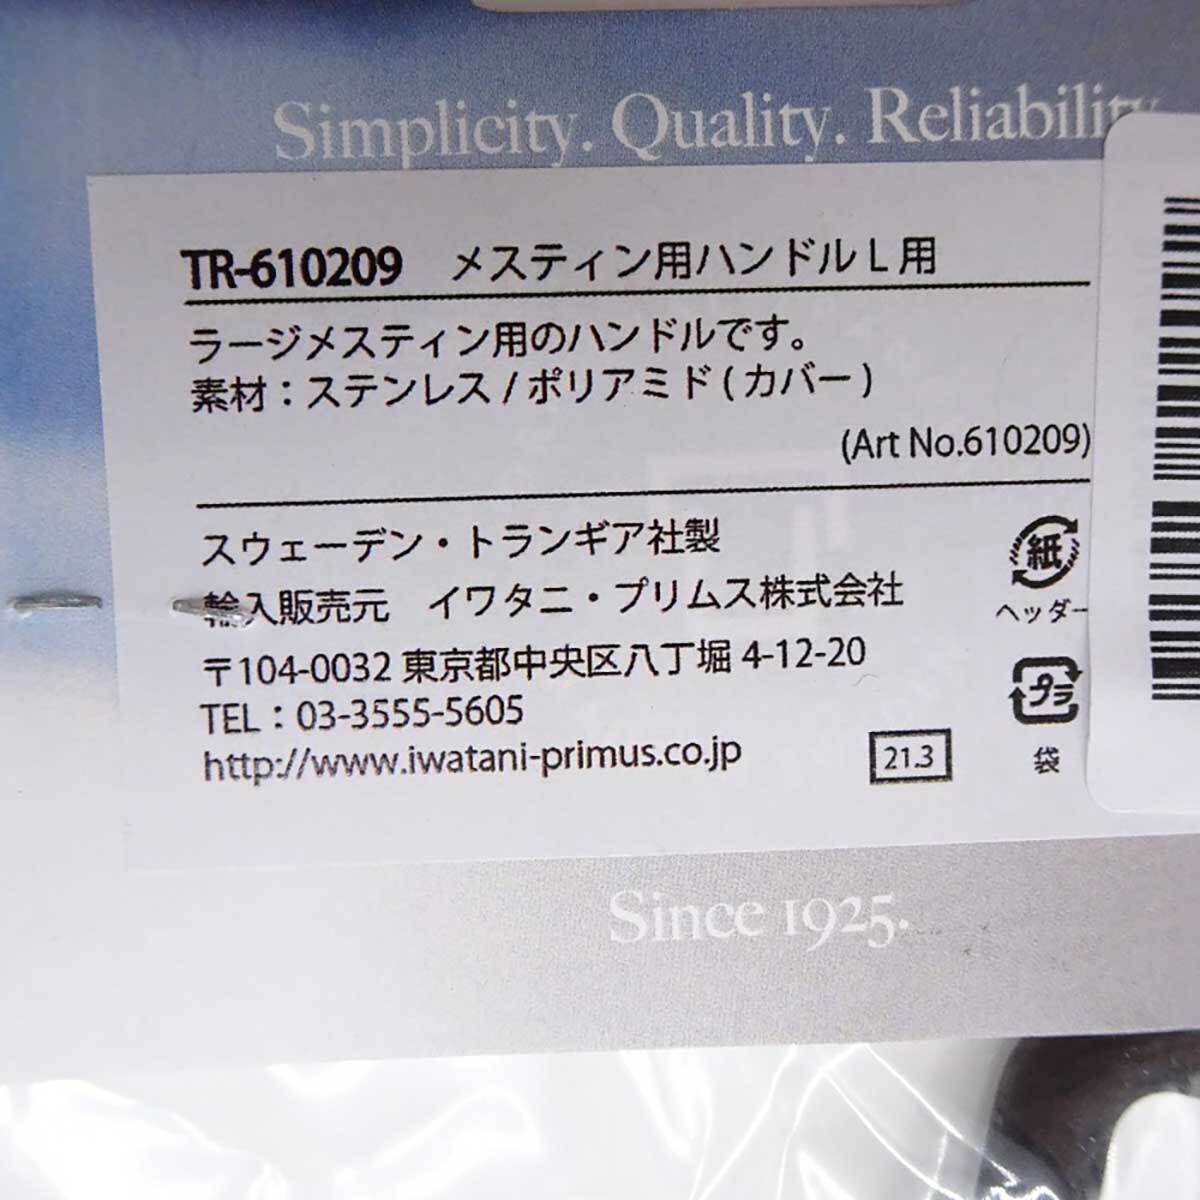 Simplicity. Quality. Reliability
TR-610209 メスティン用ハンドルL用
ラージメスティン用のハンドルです。
素材：ステンレス/ポリアミド(カバー)
(Art No.610209)
スウェーデン・トランギア社製
輸入販売元 イワタニ・プリムス株式会社
〒104-0032 東京都中央区八丁堀 4-12-20
TEL：03-3555-5605
http://www.iwatani-primus.co.jp
21.3
紙
ヘッダー
プラ
袋
Since 1925.